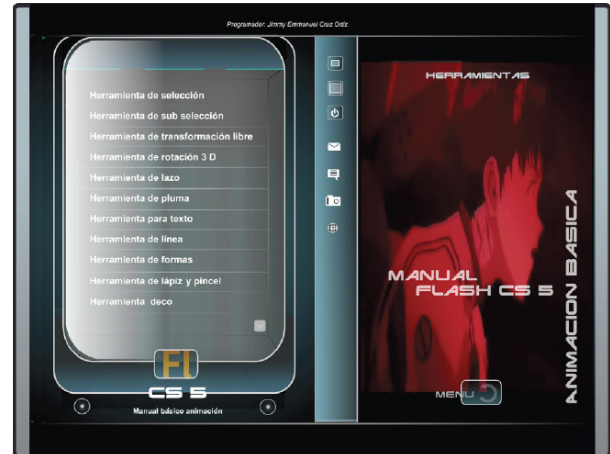 Programador: Jimmy Emmanuel Cruz Ortiz
Herramienta de selección
Herramienta de sub selección
Herramienta de transformación libre
Herramienta de rotación 3 D
Herramienta de lazo
Herramienta de pluma
Herramienta para texto
Herramienta de línea
Herramienta de formas
Herramienta de lápiz y pincel
Herramienta deco
Fl
CS 5
Manual básico animación
HERRAMIENTAS
MANUAL
FLASH CS 5
ANIMACION BASICA
MENU